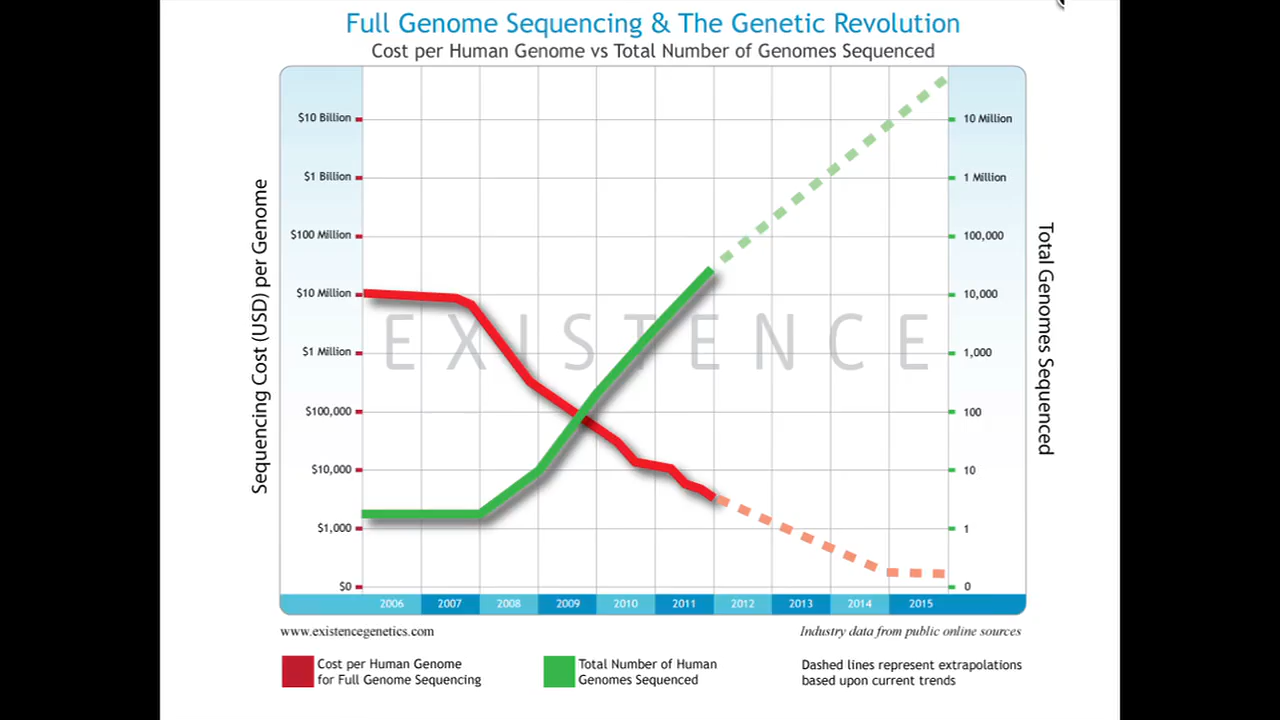 Full Genome Sequencing & The Genetic Revolution
Cost per Human Genome vs Total Number of Genomes Sequenced
Sequencing Cost (USD) per Genome
$10 Billion
$1 Billion
$100 Million
$10 Million
$1 Million
$100,000
$10,000
$1,000
$0
EXISTENCE
10 Million
1 Million
100,000
10,000
1,000
100
10
1
0
Total Genomes Sequenced
2006 2007 2008 2009 2010 2011 2012 2013 2014 2015
www.existencegenetics.com
Industry data from public online sources
Cost per Human Genome
for Full Genome Sequencing
Total Number of Human
Genomes Sequenced
Dashed lines represent extrapolations
based upon current trends